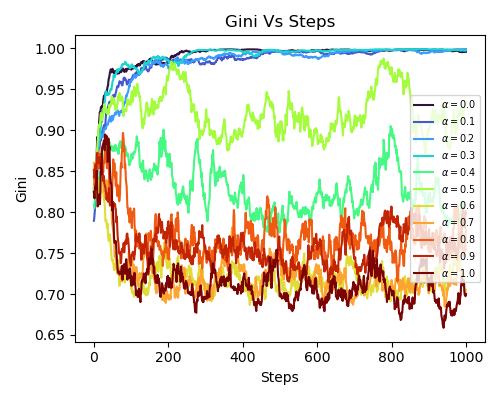 Gini Vs Steps
Gini
1.00
0.95
0.90
0.85
0.80
0.75
0.70
0.65
α = 0.0
α = 0.1
α = 0.2
α = 0.3
α = 0.4
α = 0.5
α = 0.6
α = 0.7
α = 0.8
α = 0.9
α = 1.0
0 200 400 600 800 1000
Steps